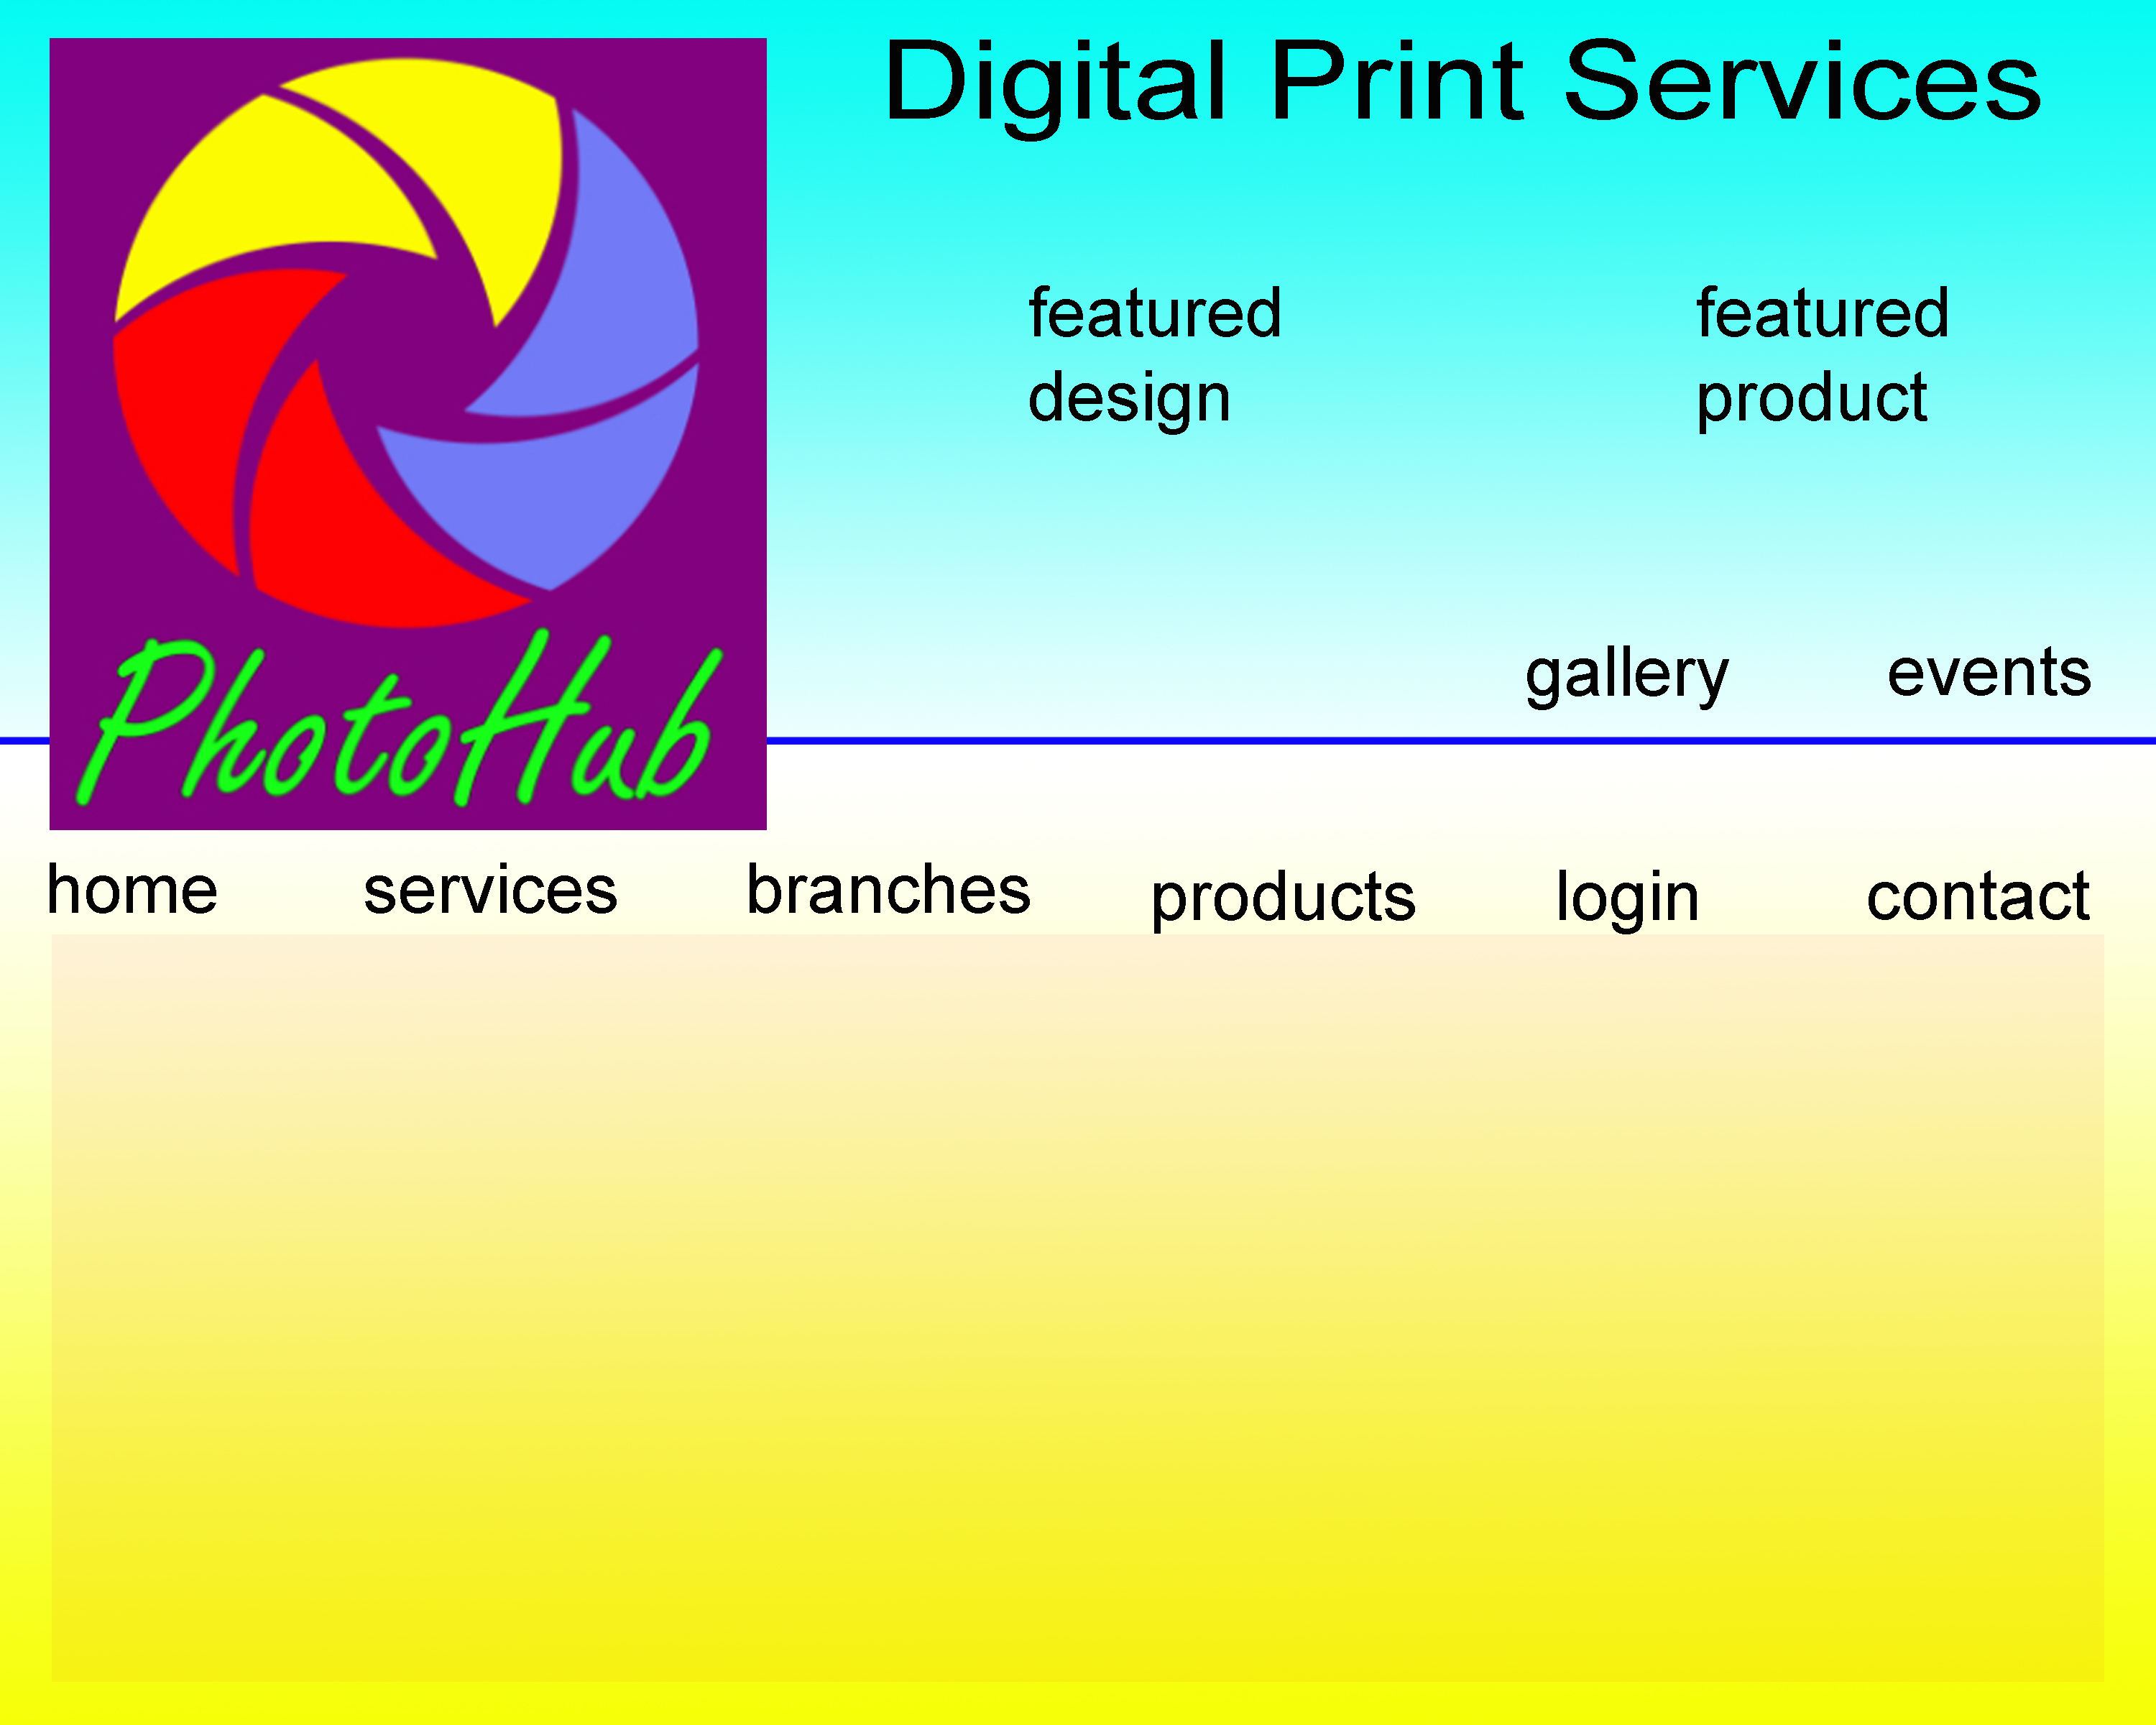 Digital Print Services
featured
design
featured
product
gallery
events
PhotoHub
home
services
branches
products
login
contact